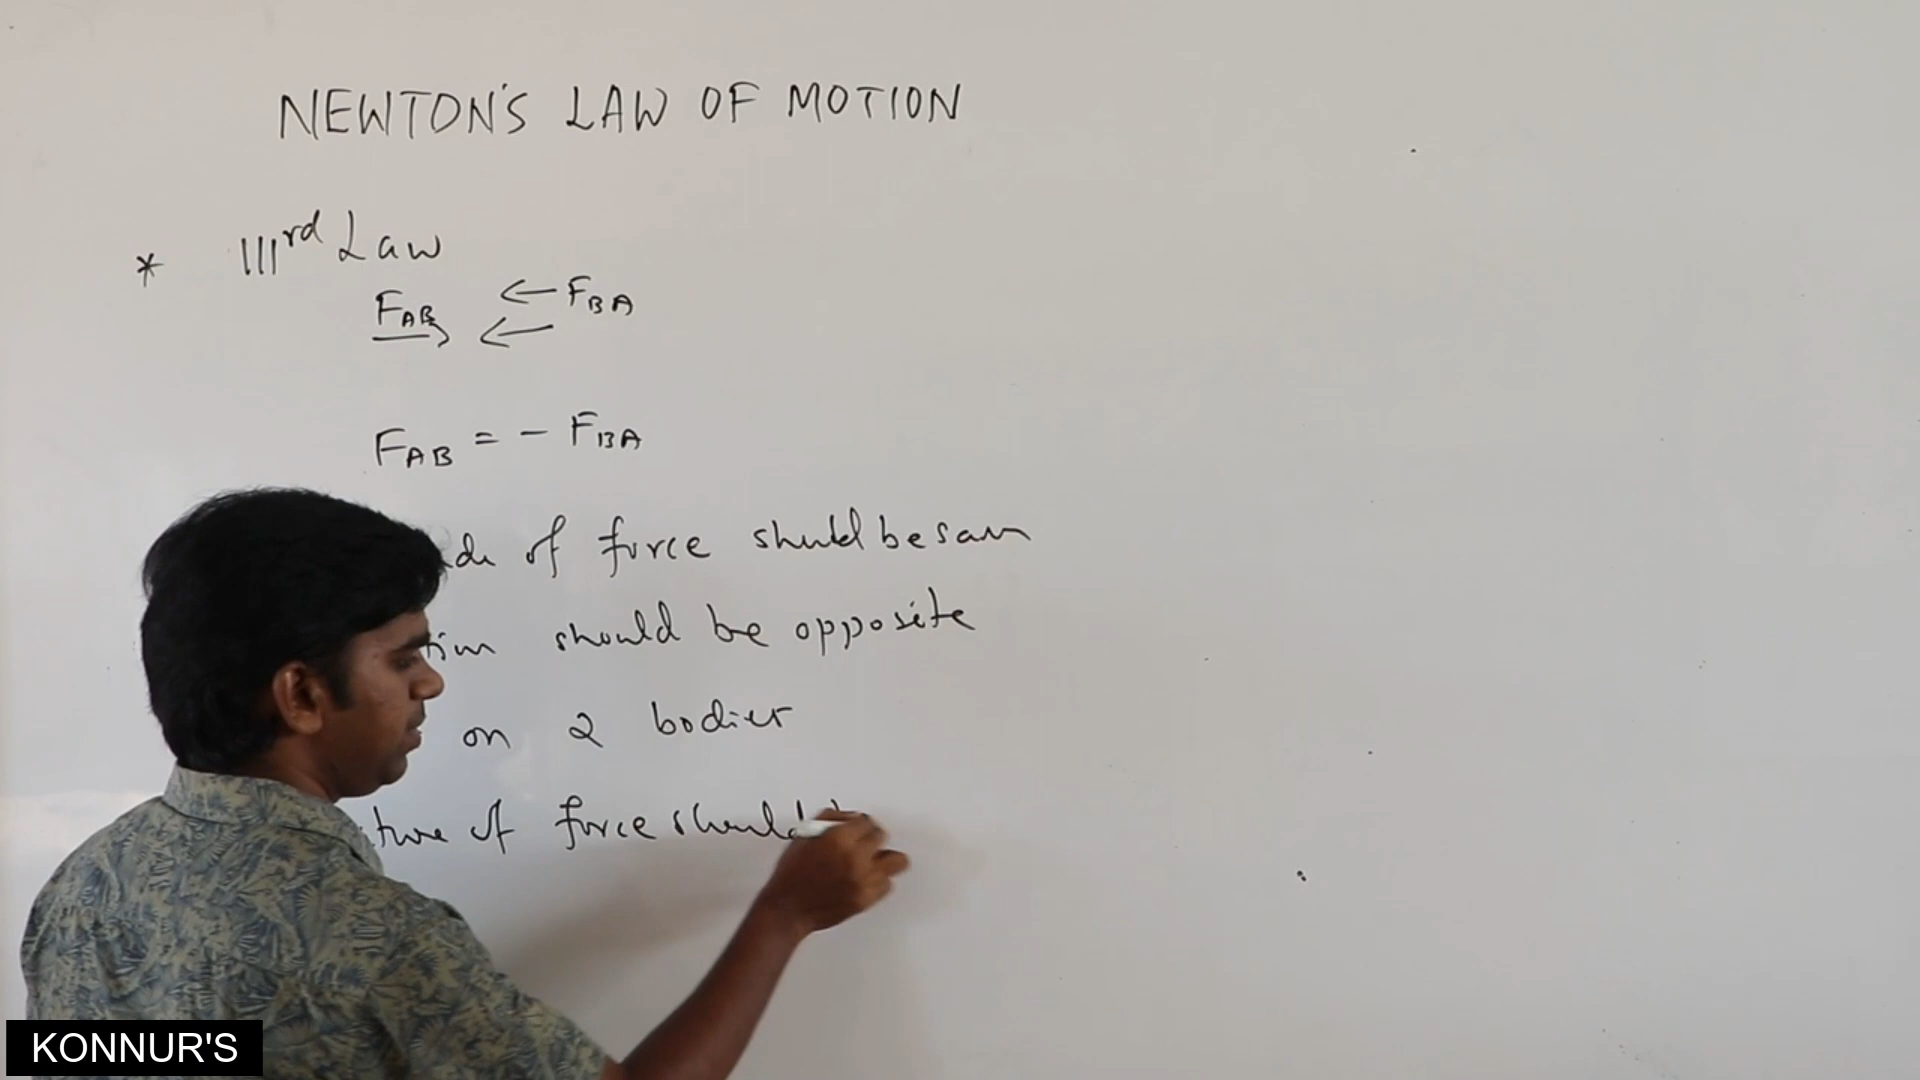 NEWTON'S LAW OF MOTION
* IIIrd Law
FAB ← FBA
→ ←
FAB = - FBA
of force should be sam
should be opposite
on 2 bodies
of force should
KONNUR'S